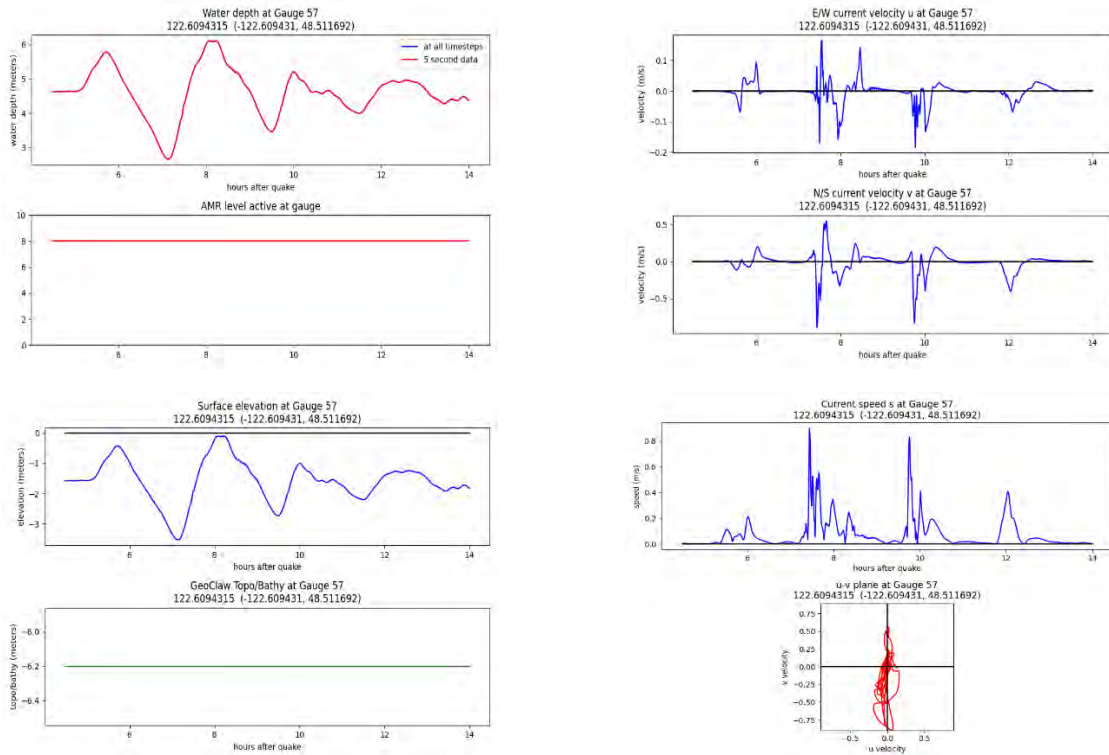 Water depth at Gauge 57
122.6094315 (-122.609431, 48.511692)
at all timesteps
5 second data
6
5
4
3
water depth (meters)
6 8 10 12 14
hours after quake
AMR level active at gauge
10
8
6
4
2
0
6 8 10 12 14
hours after quake
Surface elevation at Gauge 57
122.6094315 (-122.609431, 48.511692)
0
−1
−2
−3
elevation (meters)
6 8 10 12 14
hours after quake
GeoClaw Topo/Bathy at Gauge 57
122.6094315 (-122.609431, 48.511692)
−6.0
−6.2
−6.4
topo/bathy (meters)
6 8 10 12 14
hours after quake
E/W current velocity u at Gauge 57
122.6094315 (-122.609431, 48.511692)
0.1
0.0
−0.1
−0.2
velocity (m/s)
6 8 10 12 14
hours after quake
N/S current velocity v at Gauge 57
122.6094315 (-122.609431, 48.511692)
0.5
0.0
−0.5
velocity (m/s)
6 8 10 12 14
hours after quake
Current speed s at Gauge 57
122.6094315 (-122.609431, 48.511692)
0.8
0.6
0.4
0.2
0.0
speed (m/s)
6 8 10 12 14
hours after quake
u-v plane at Gauge 57
122.6094315 (-122.609431, 48.511692)
0.75
0.50
0.25
0.00
−0.25
−0.50
−0.75
v velocity
−0.5 0.0 0.5
u velocity